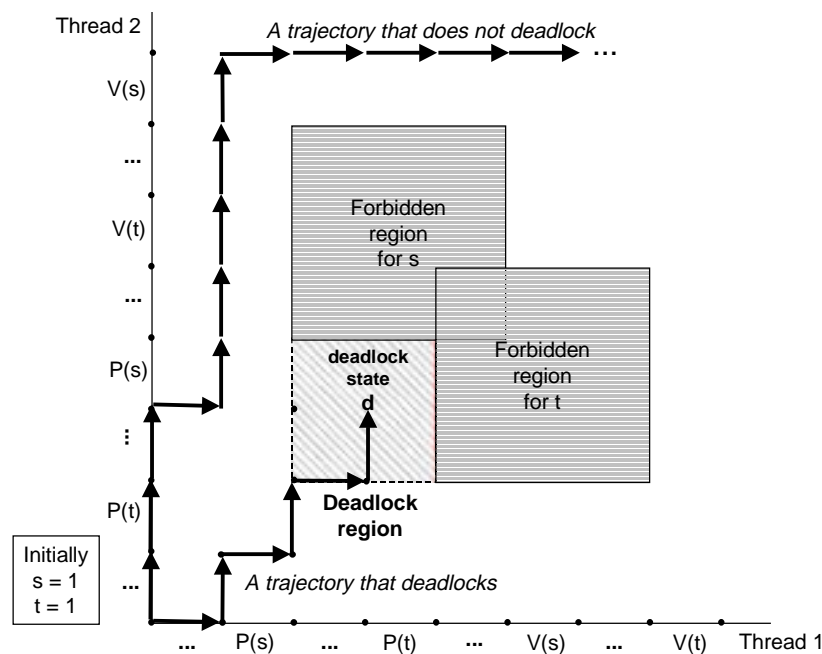 Thread 2
A trajectory that does not deadlock
...
V(s)
...
V(t)
...
P(s)
...
P(t)
...
Forbidden
region
for s
Forbidden
region
for t
deadlock
state
d
Deadlock
region
Initially
s = 1
t = 1
A trajectory that deadlocks
... P(s) ... P(t) ... V(s) ... V(t) Thread 1